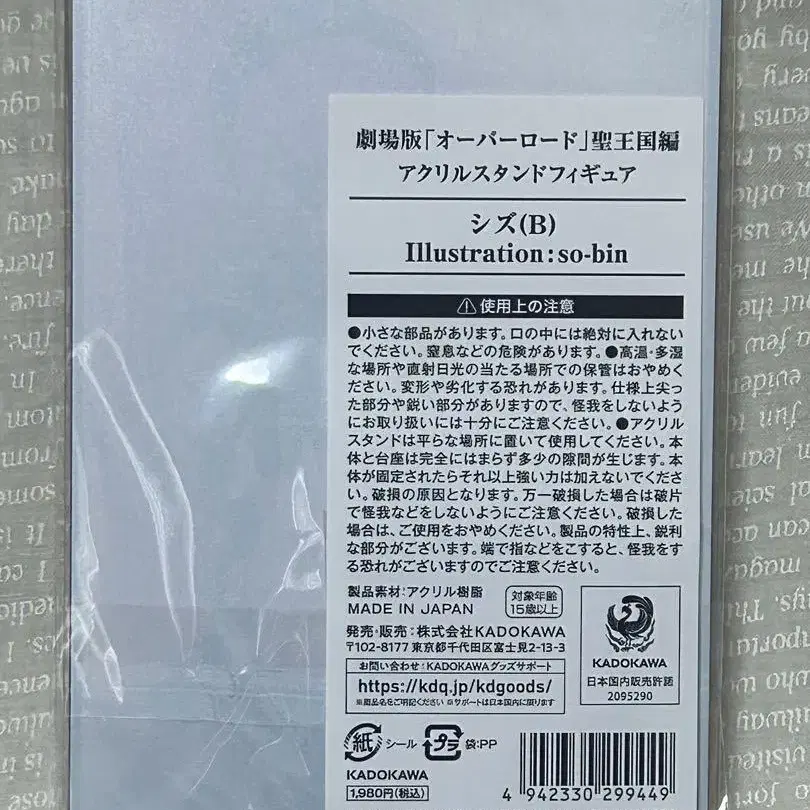 劇場版「オーバーロード」聖王国編
アクリルスタンドフィギュア
シズ(B)
Illustration:so-bin
⚠使用上の注意
●小さな部品があります。口の中には絶対に入れない
でください。窒息などの危険があります。●高温・多湿
な場所や直射日光の当たる場所での保管はおやめく
ださい。変形や劣化する恐れがあります。仕様上尖っ
た部分や鋭い部分がありますので、怪我をしないよう
にお取り扱いには十分にご注意ください。●アクリル
スタンドは平らな場所に置いて使用してください。本
体と台座は完全にはまらず多少の隙間が生じます。本
体が固定されたらそれ以上強い力は加えないでくださ
い。破損の原因となります。万一破損した場合は破片
で怪我などをしないようにご注意ください。破損した
場合は、ご使用をおやめください。製品の特性上、鋭利
な部分がございます。端で指などをこすると、怪我をす
る恐れがございますのでご注意ください。
製品素材:アクリル樹脂
MADE IN JAPAN
対象年齢
15歳以上
発売・販売:株式会社KADOKAWA
〒102-8177 東京都千代田区富士見2-13-3
お問い合わせ:KADOKAWAグッズサポート
https://kdq.jp/kdgoods/
※商品名をご明記ください ※サポートは日本国内に限ります
KADOKAWA
日本国内販売許諾
2095290
紙 シール プラ 袋:PP
KADOKAWA
1,980円(税込)
4 942330 299449